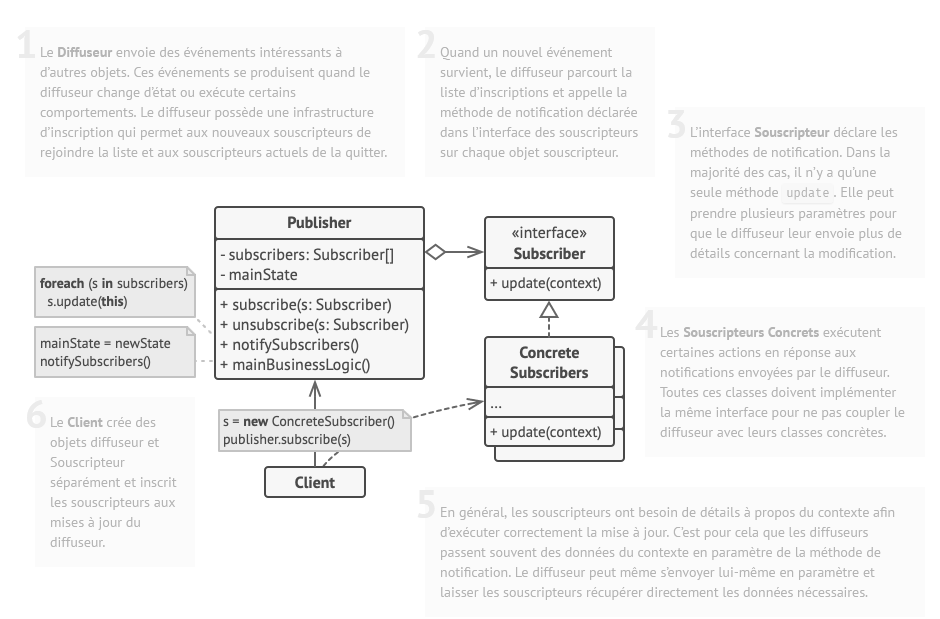 1
Le Diffuseur envoie des événements intéressants à
d'autres objets. Ces événements se produisent quand le
diffuseur change d'état ou exécute certains
comportements. Le diffuseur possède une infrastructure
d'inscription qui permet aux nouveaux souscripteurs de
rejoindre la liste et aux souscripteurs actuels de la quitter.
2
Quand un nouvel événement
survient, le diffuseur parcourt la
liste d'inscriptions et appelle la
méthode de notification déclarée
dans l'interface des souscripteurs
sur chaque objet souscripteur.
3
L'interface Souscripteur déclare les
méthodes de notification. Dans la
majorité des cas, il n'y a qu'une
seule méthode update. Elle peut
prendre plusieurs paramètres pour
que le diffuseur leur envoie plus de
détails concernant la modification.
Publisher
- subscribers: Subscriber[]
- mainState
+ subscribe(s: Subscriber)
+ unsubscribe(s: Subscriber)
+ notifySubscribers()
+ mainBusinessLogic()
«interface»
Subscriber
+ update(context)
foreach (s in subscribers)
s.update(this)
mainState = newState
notifySubscribers()
Concrete
Subscribers
...
+ update(context)
4
Les Souscripteurs Concrets exécutent
certaines actions en réponse aux
notifications envoyées par le diffuseur.
Toutes ces classes doivent implémenter
la même interface pour ne pas coupler le
diffuseur avec leurs classes concrètes.
s = new ConcreteSubscriber()
publisher.subscribe(s)
Client
6
Le Client crée des
objets diffuseur et
Souscripteur
séparément et inscrit
les souscripteurs aux
mises à jour du
diffuseur.
5
En général, les souscripteurs ont besoin de détails à propos du contexte afin
d'exécuter correctement la mise à jour. C'est pour cela que les diffuseurs
passent souvent des données du contexte en paramètre de la méthode de
notification. Le diffuseur peut même s'envoyer lui-même en paramètre et
laisser les souscripteurs récupérer directement les données nécessaires.